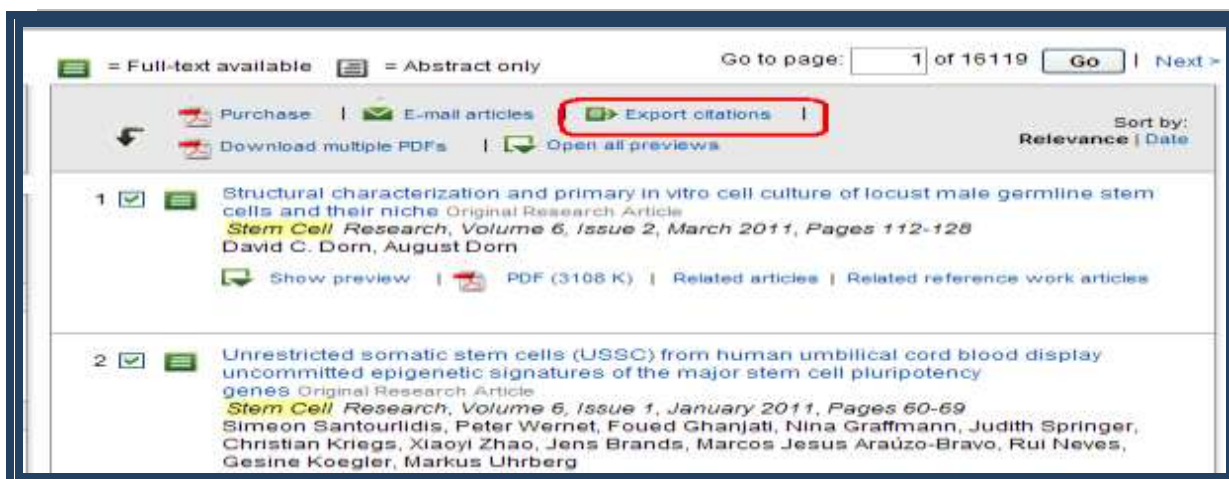 = Full-text available = Abstract only Go to page: 1 of 16119 Go | Next >
Purchase | E-mail articles | Export citations |
Sort by:
Download multiple PDFs | Open all previews Relevance | Date
1 Structural characterization and primary in vitro cell culture of locust male germline stem
cells and their niche Original Research Article
Stem Cell Research, Volume 6, Issue 2, March 2011, Pages 112-128
David C. Dorn, August Dorn
Show preview | PDF (3108 K) | Related articles | Related reference work articles
2 Unrestricted somatic stem cells (USSC) from human umbilical cord blood display
uncommitted epigenetic signatures of the major stem cell pluripotency
genes Original Research Article
Stem Cell Research, Volume 6, Issue 1, January 2011, Pages 60-69
Simeon Santourlidis, Peter Wernet, Foued Ghanjati, Nina Graffmann, Judith Springer,
Christian Kriegs, Xiaoyi Zhao, Jens Brands, Marcos Jesus Araúzo-Bravo, Rui Neves,
Gesine Koegler, Markus Uhrberg